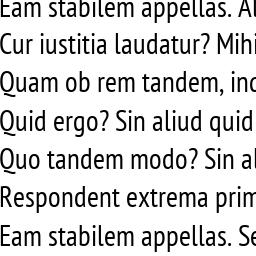 Eam stabilem appellas. Al
Cur iustitia laudatur? Mihi
Quam ob rem tandem, inc
Quid ergo? Sin aliud quid
Quo tandem modo? Sin al
Respondent extrema prim
Eam stabilem appellas. Se